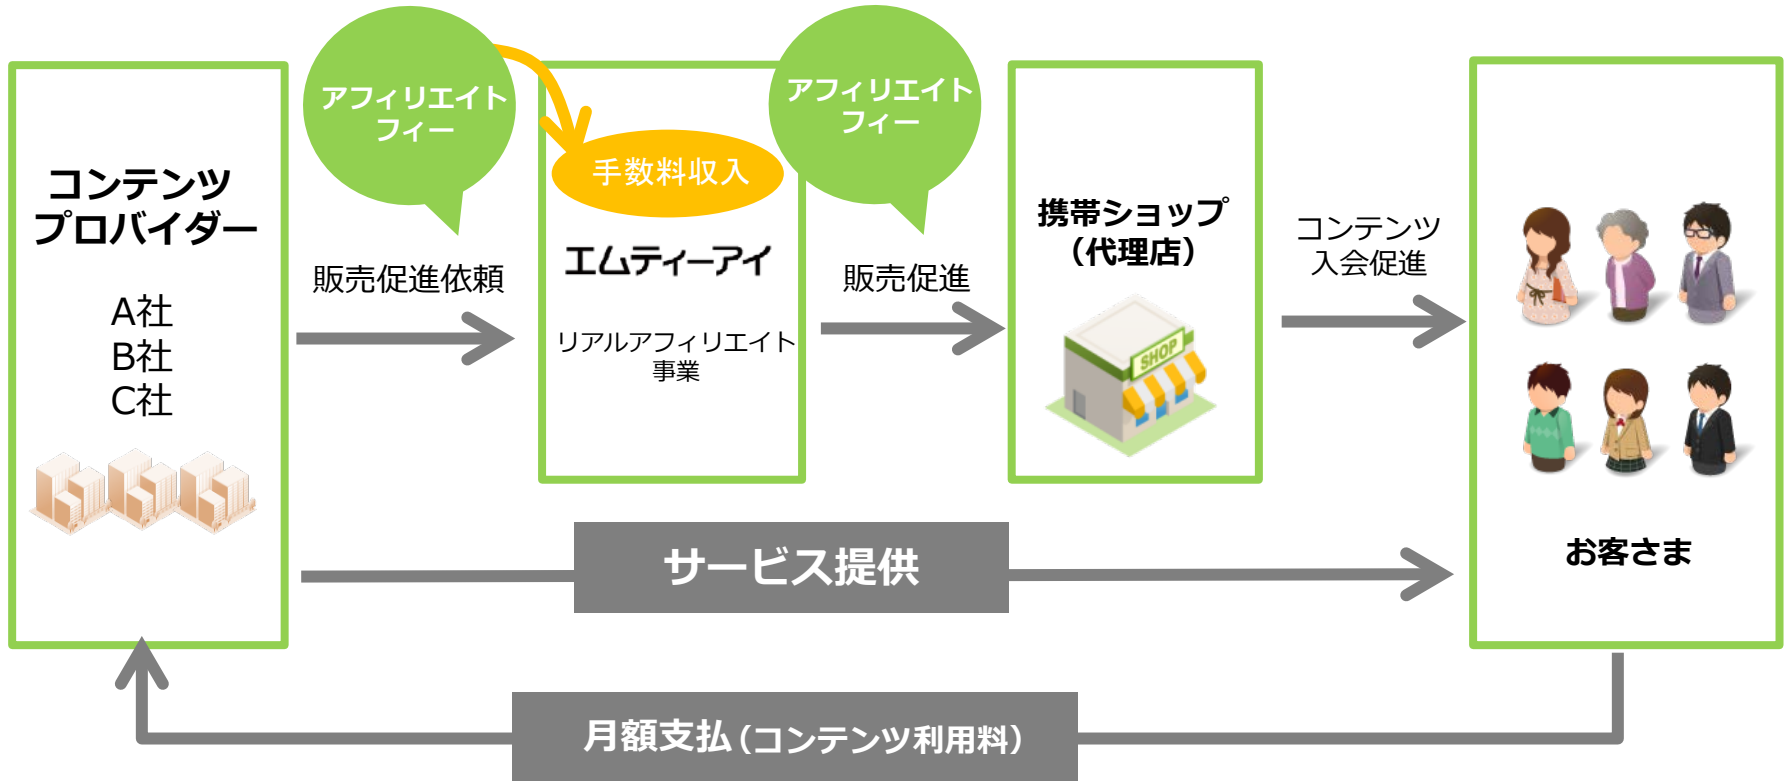 コンテンツ
プロバイダー
A社
B社
C社
アフィリエイト
フィー
販売促進依頼
手数料収入
エムティーアイ
リアルアフィリエイト
事業
アフィリエイト
フィー
販売促進
携帯ショップ
（代理店）
SHOP
コンテンツ
入会促進
お客さま
サービス提供
月額支払（コンテンツ利用料）